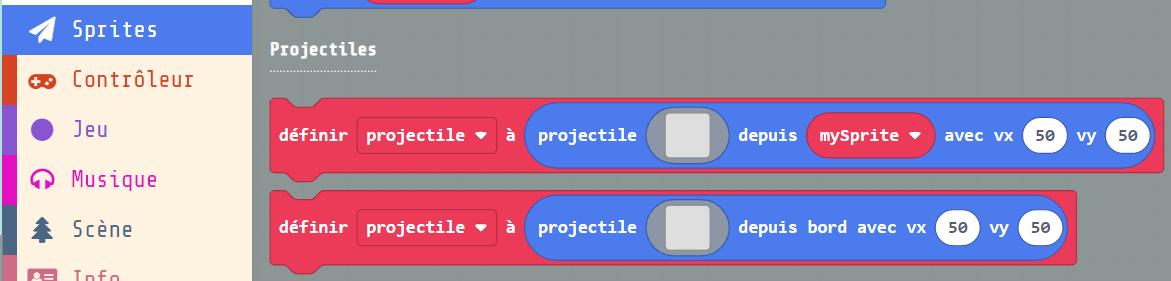 Sprites
Contrôleur
Jeu
Musique
Scène
Info
Projectiles
définir projectile à projectile depuis mySprite avec vx 50 vy 50
définir projectile à projectile depuis bord avec vx 50 vy 50